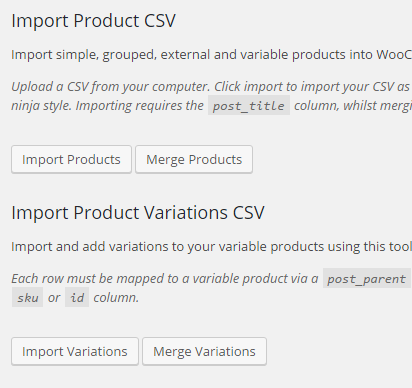 Import Product CSV
Import simple, grouped, external and variable products into WooC
Upload a CSV from your computer. Click import to import your CSV as
ninja style. Importing requires the post_title column, whilst mergi
Import Products Merge Products
Import Product Variations CSV
Import and add variations to your variable products using this tool
Each row must be mapped to a variable product via a post_parent
sku or id column.
Import Variations Merge Variations